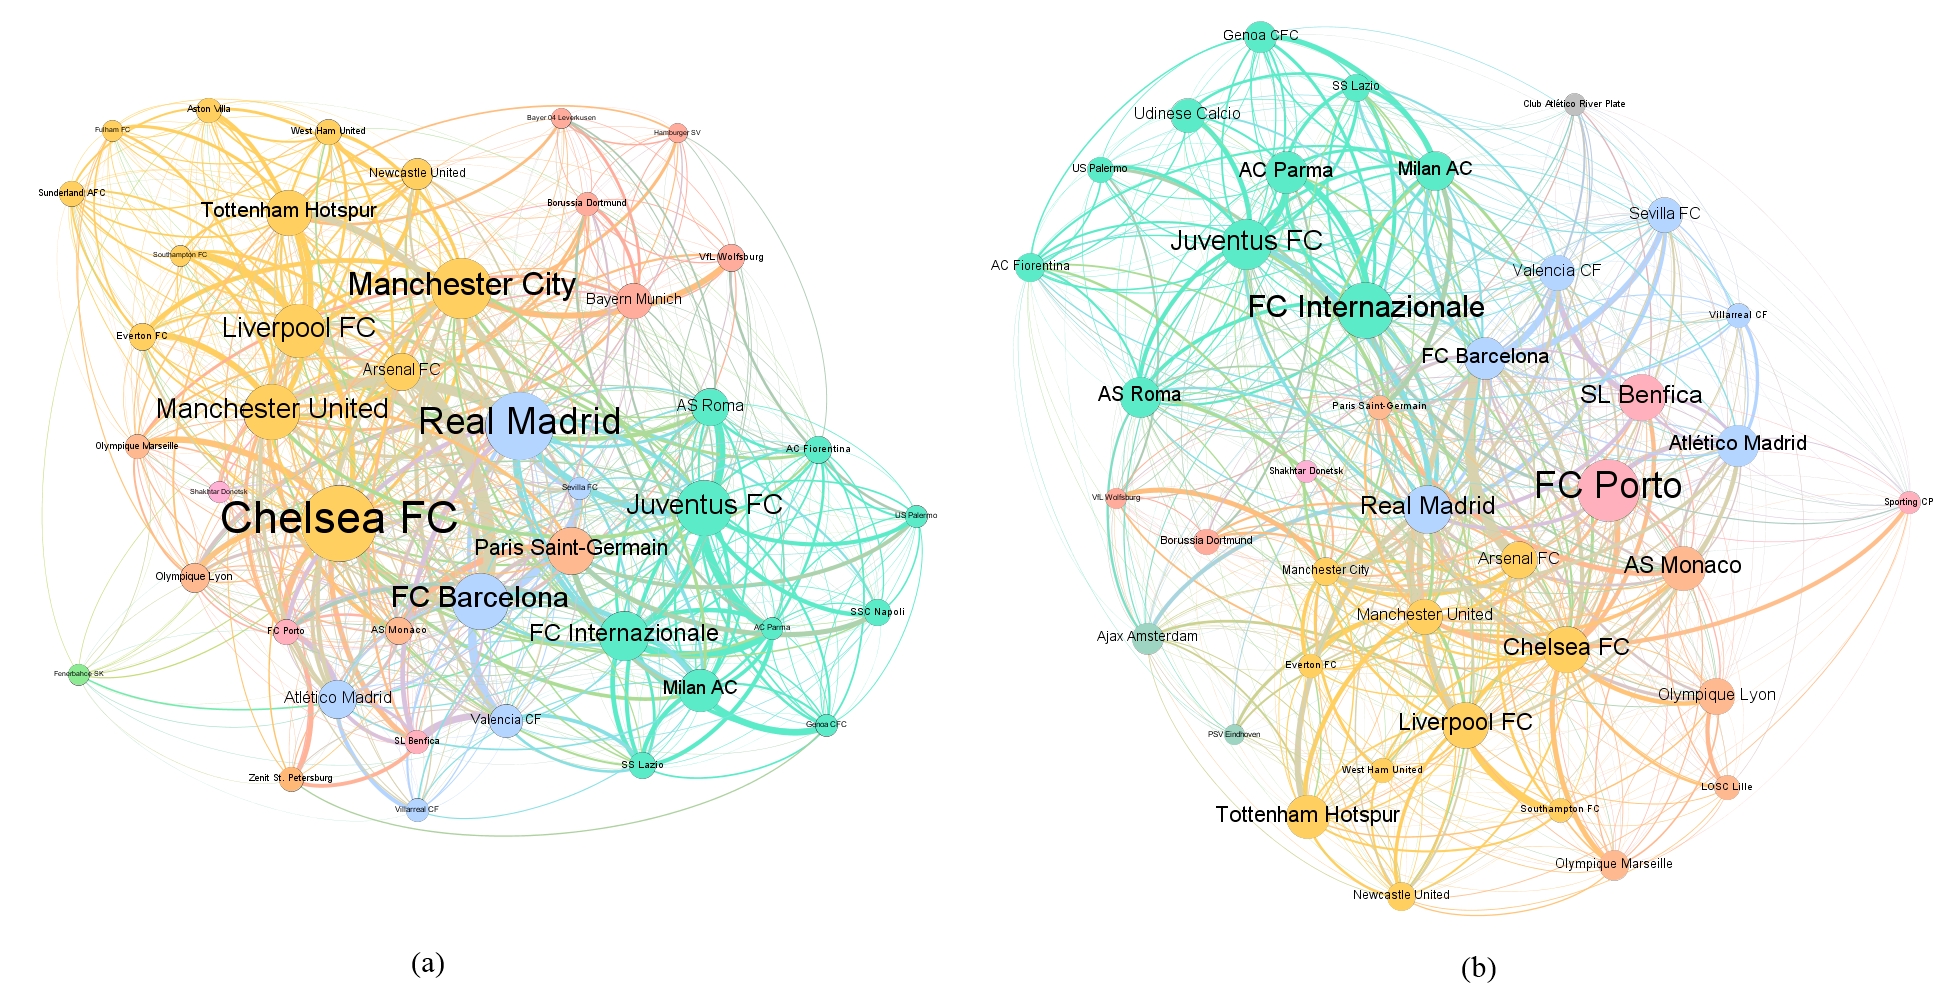 Aston Villa
Fulham FC
West Ham United
Newcastle United
Sunderland AFC
Tottenham Hotspur
Southampton FC
Manchester City
Liverpool FC
Everton FC
Arsenal FC
Manchester United
Real Madrid
Olympique Marseille
Shakhtar Donetsk
Chelsea FC
Sevilla FC
Juventus FC
Paris Saint-Germain
Olympique Lyon
FC Barcelona
FC Porto
AS Monaco
FC Internazionale
Fenerbahçe SK
Atlético Madrid
Milan AC
Valencia CF
SL Benfica
Zenit St. Petersburg
SS Lazio
Villarreal CF
Bayer 04 Leverkusen
Hamburger SV
Borussia Dortmund
VfL Wolfsburg
Bayern Munich
AS Roma
AC Fiorentina
US Palermo
SSC Napoli
AC Parma
Genoa CFC
(a)
Genoa CFC
SS Lazio
Club Atlético River Plate
Udinese Calcio
US Palermo
AC Parma
Milan AC
Sevilla FC
Juventus FC
AC Fiorentina
Valencia CF
FC Internazionale
Villarreal CF
FC Barcelona
AS Roma
SL Benfica
Paris Saint-Germain
Atlético Madrid
Shakhtar Donetsk
FC Porto
VfL Wolfsburg
Real Madrid
Sporting CP
Borussia Dortmund
Arsenal FC
Manchester City
AS Monaco
Manchester United
Ajax Amsterdam
Chelsea FC
Everton FC
Olympique Lyon
Liverpool FC
PSV Eindhoven
West Ham United
LOSC Lille
Southampton FC
Tottenham Hotspur
Olympique Marseille
Newcastle United
(b)